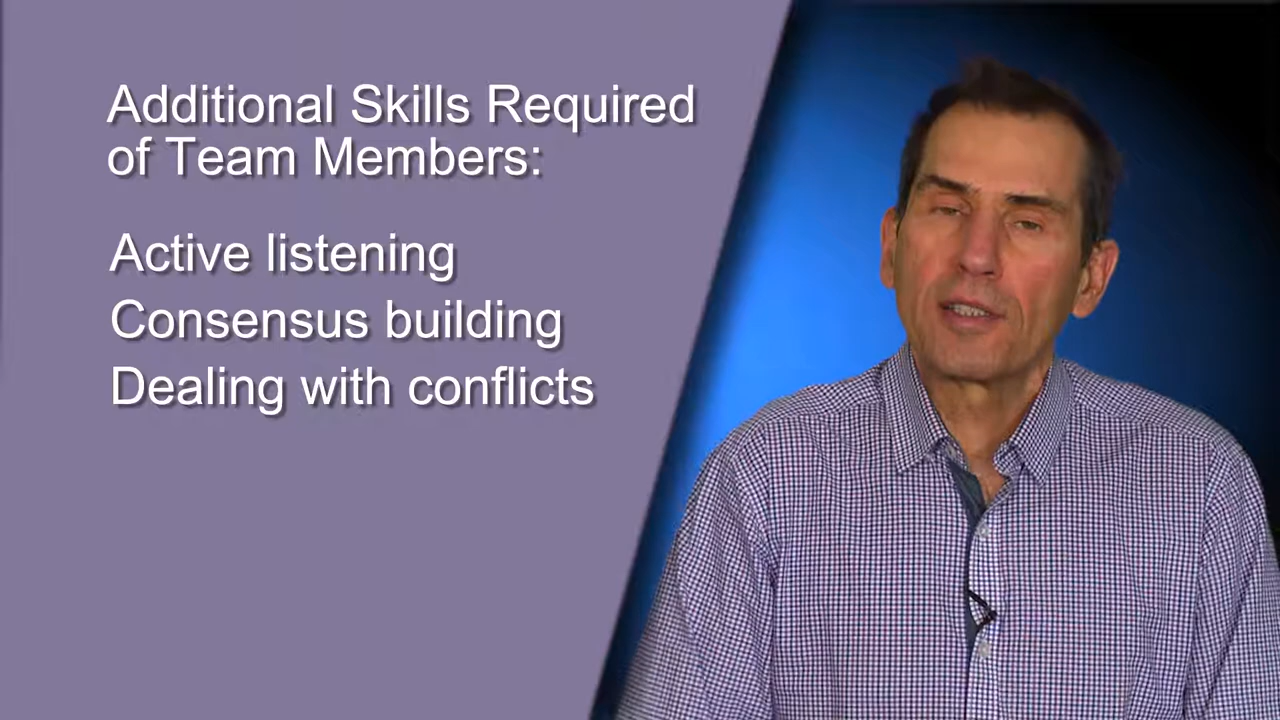 Additional Skills Required
of Team Members:
Active listening
Consensus building
Dealing with conflicts